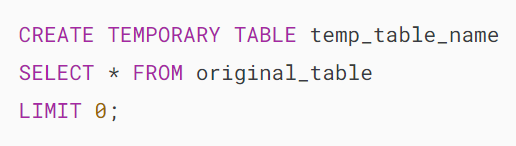 CREATE TEMPORARY TABLE temp_table_name
SELECT * FROM original_table
LIMIT 0;